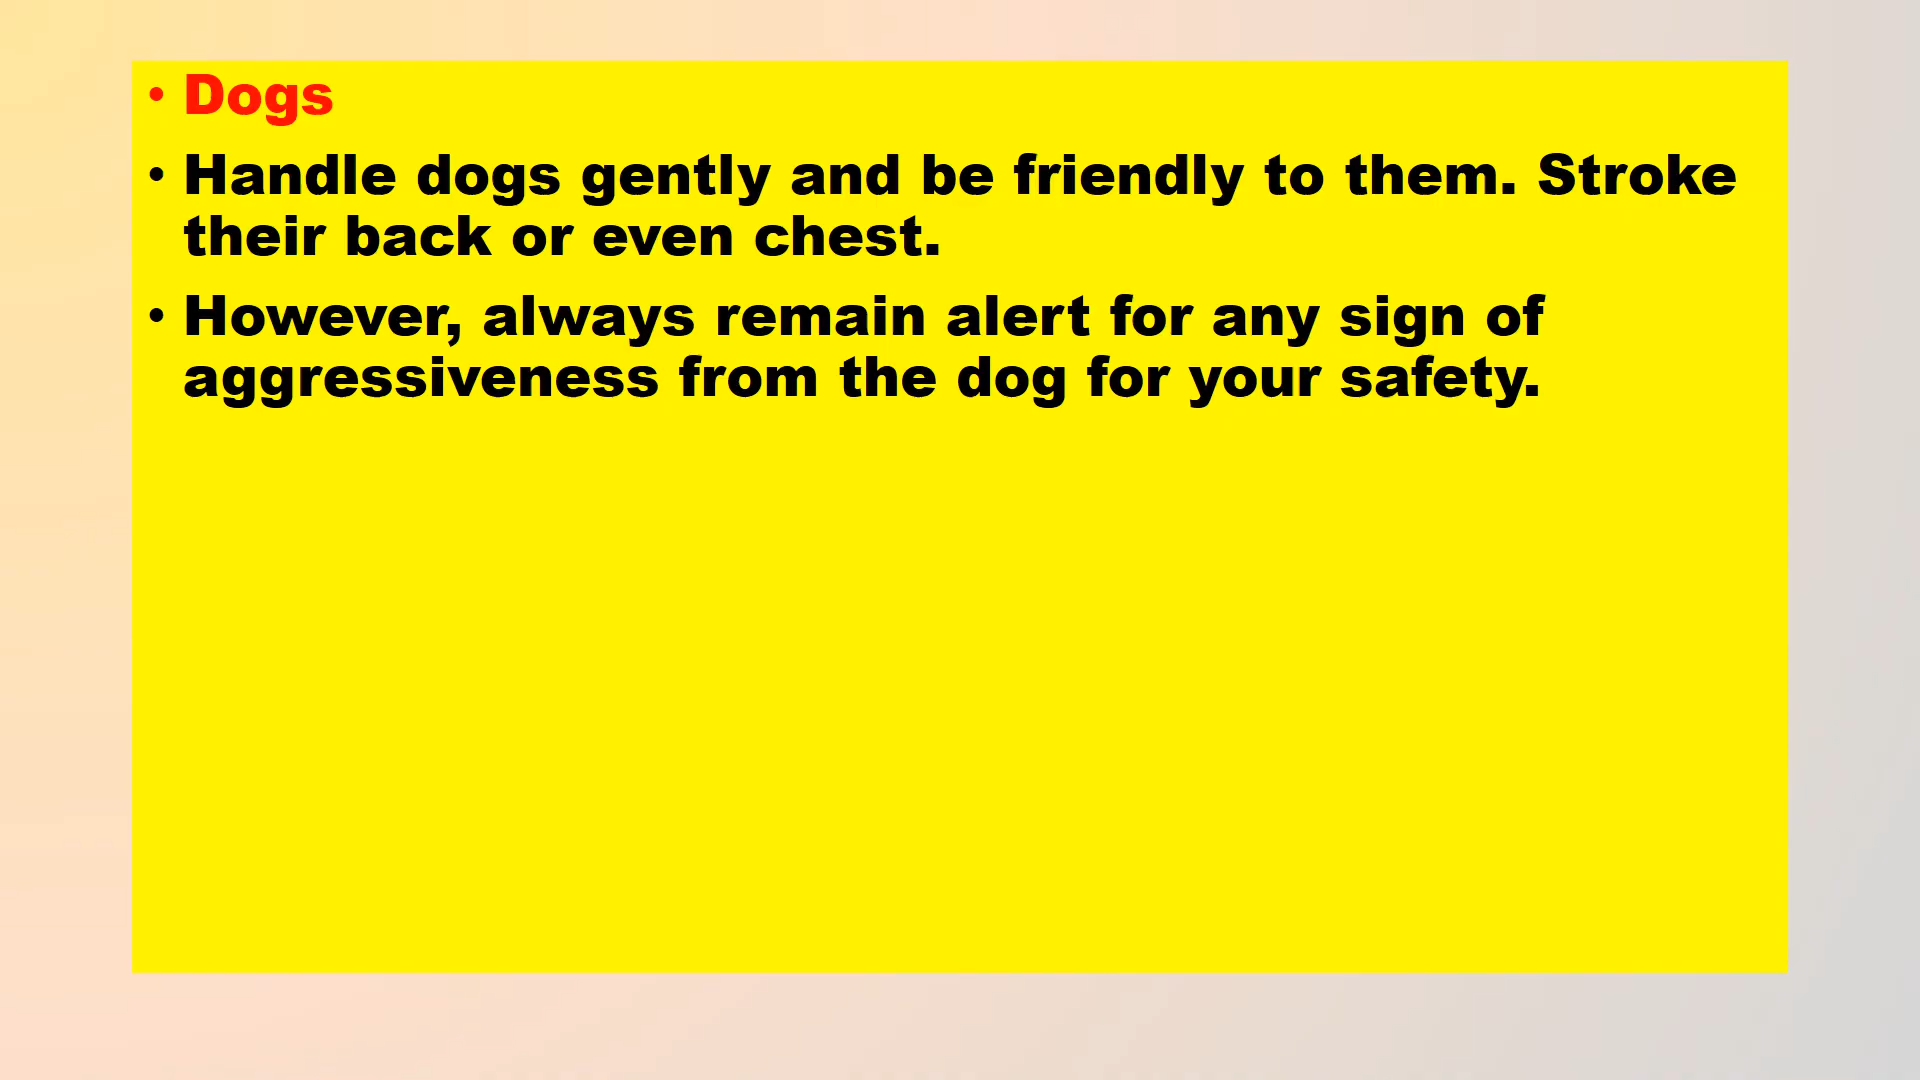 • Dogs
• Handle dogs gently and be friendly to them. Stroke
their back or even chest.
• However, always remain alert for any sign of
aggressiveness from the dog for your safety.